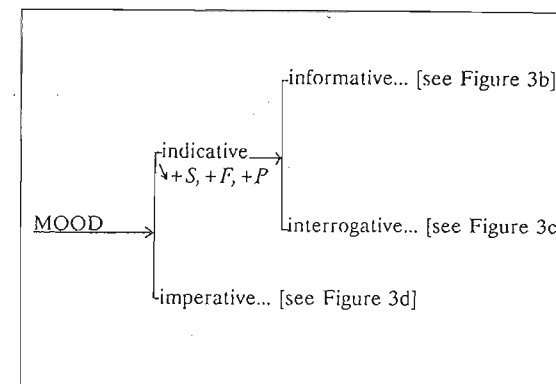 informative... [see Figure 3b]
indicative
+S, +F, +P
MOOD
interrogative... [see Figure 3c
imperative... [see Figure 3d]